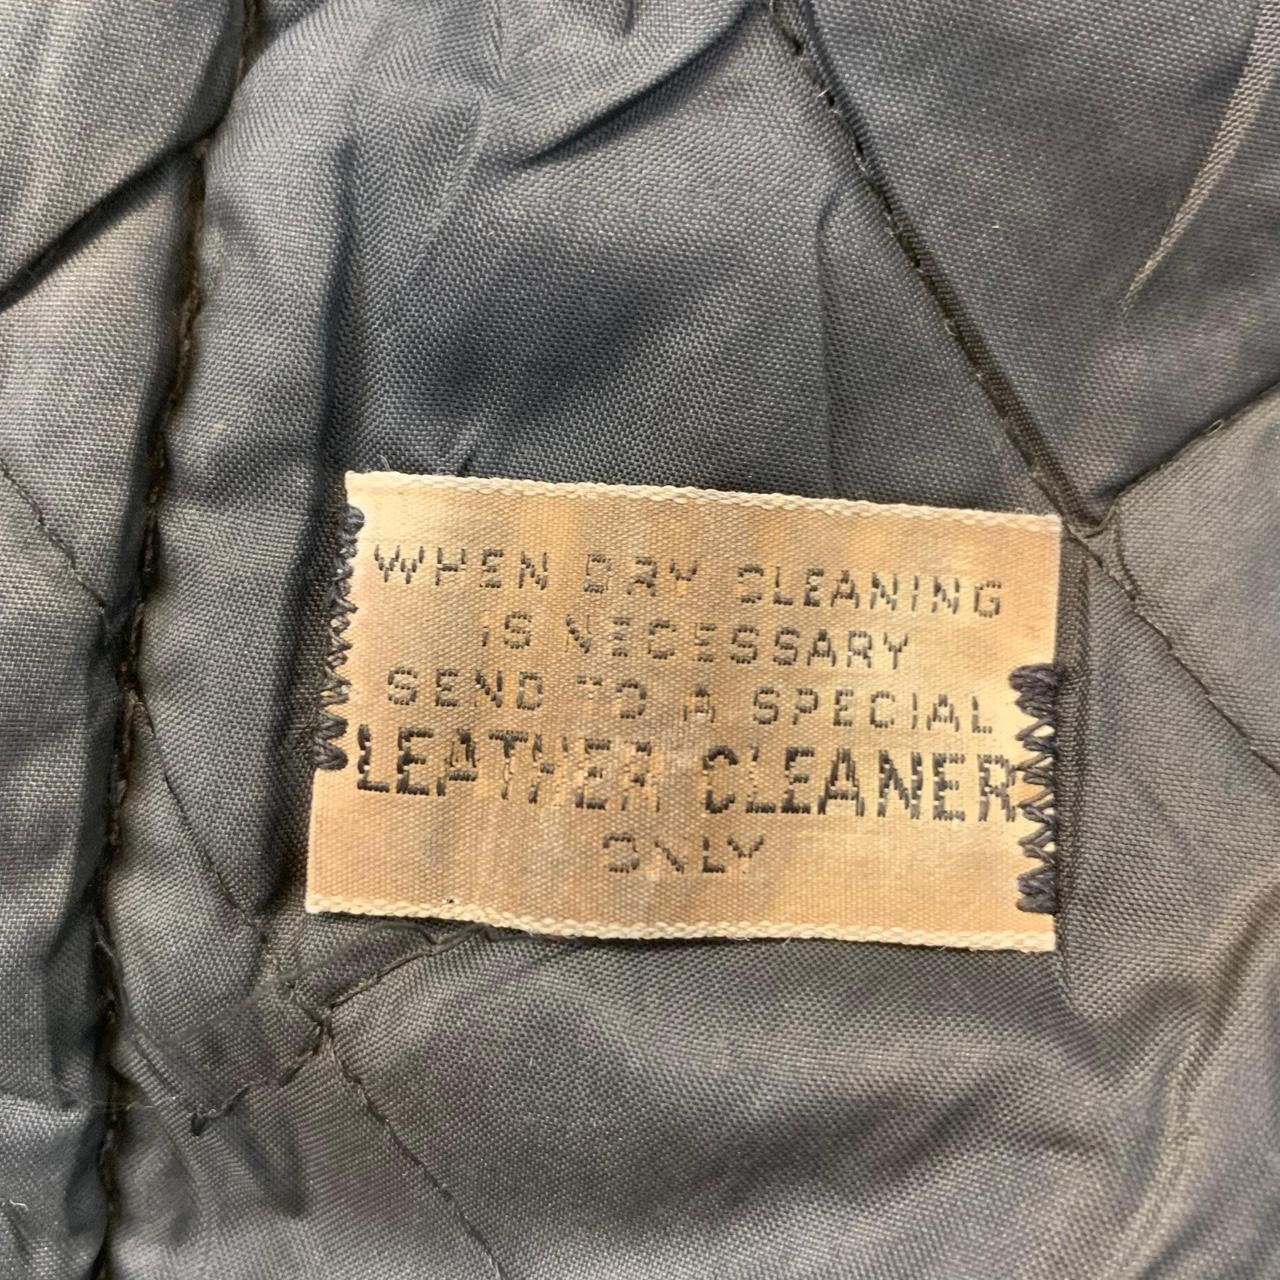 WHEN DRY CLEANING
IS NECESSARY
SEND TO A SPECIAL
LEATHER CLEANER
ONLY